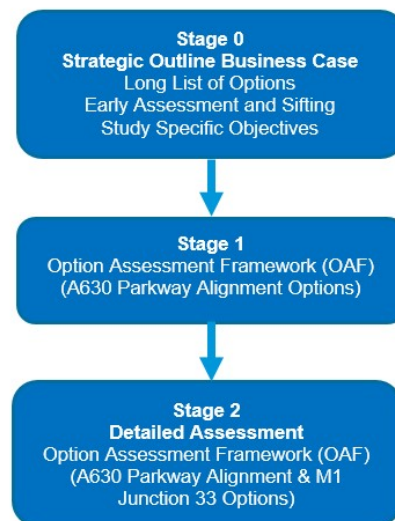 Stage 0
Strategic Outline Business Case
Long List of Options
Early Assessment and Sifting
Study Specific Objectives
Stage 1
Option Assessment Framework (OAF)
(A630 Parkway Alignment Options)
Stage 2
Detailed Assessment
Option Assessment Framework (OAF)
(A630 Parkway Alignment & M1
Junction 33 Options)